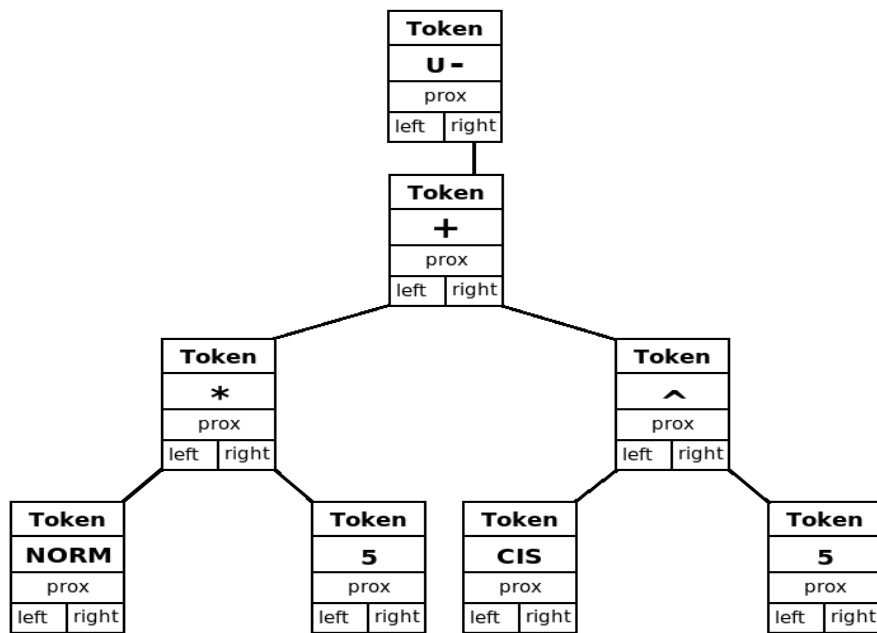 Token
U-
prox
left right
Token
+
prox
left right
Token
*
prox
left right
Token
^
prox
left right
Token
NORM
prox
left right
Token
5
prox
left right
Token
CIS
prox
left right
Token
5
prox
left right